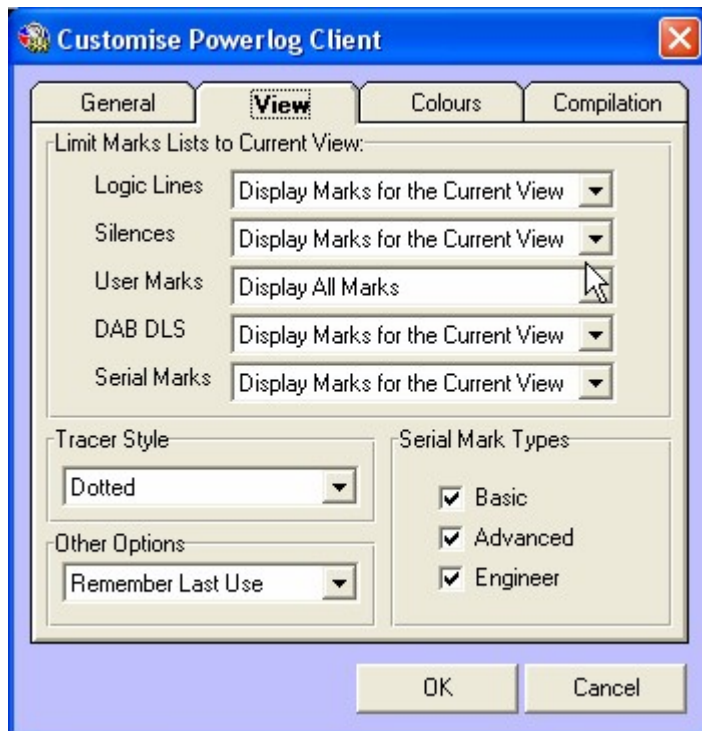 Customise Powerlog Client
General View Colours Compilation
Limit Marks Lists to Current View:
Logic Lines Display Marks for the Current View
Silences Display Marks for the Current View
User Marks Display All Marks
DAB DLS Display Marks for the Current View
Serial Marks Display Marks for the Current View
Tracer Style
Dotted
Other Options
Remember Last Use
Serial Mark Types
Basic
Advanced
Engineer
OK Cancel